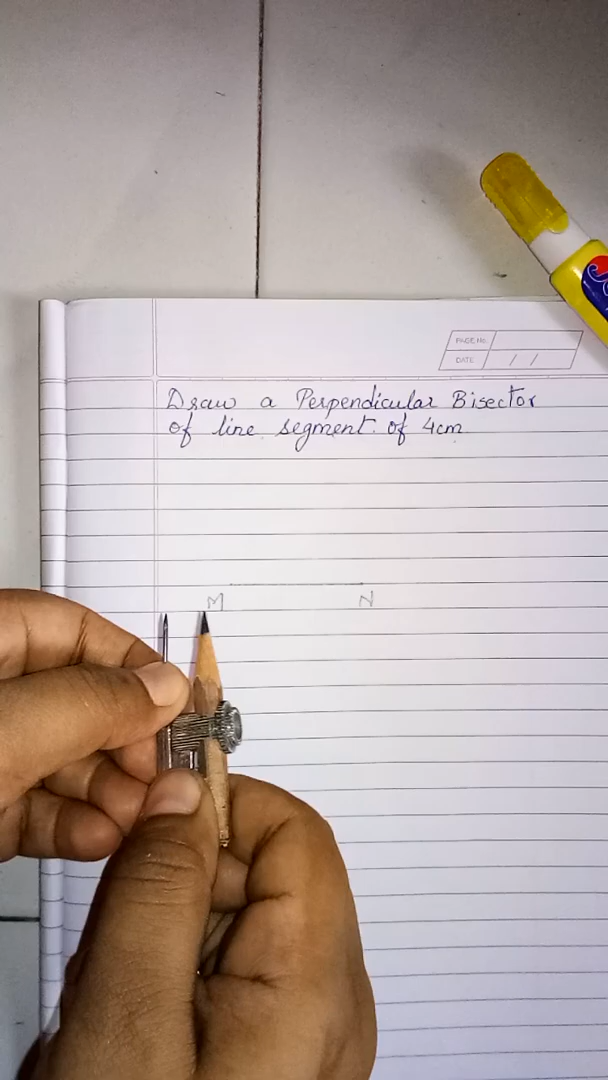 PAGE No.
DATE / /
Draw a Perpendicular Bisector
of line segment. of 4cm
M N